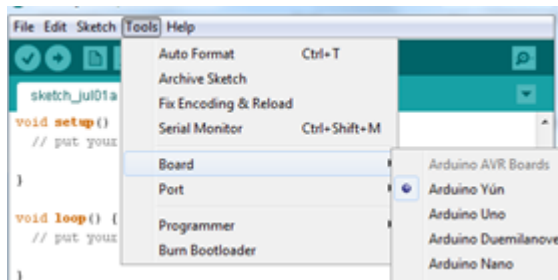 File Edit Sketch Tools Help
Auto Format Ctrl+T
Archive Sketch
Fix Encoding & Reload
Serial Monitor Ctrl+Shift+M
Board
Port
Programmer
Burn Bootloader
sketch_jul01a
void setup()
// put your
}
void loop() {
// put your
}
Arduino AVR Boards
Arduino Yún
Arduino Uno
Arduino Duemilanove
Arduino Nano